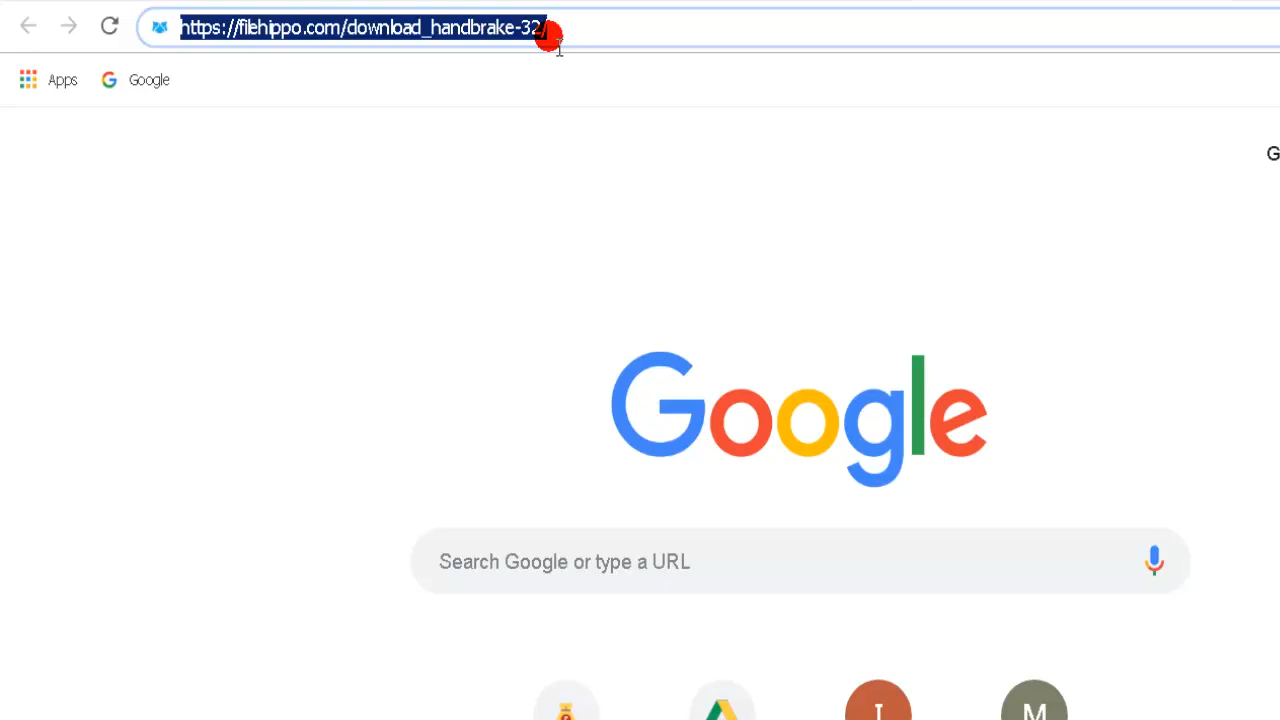 https://filehippo.com/download_handbrake-32/
Apps Google
G
Google
Search Google or type a URL
I M